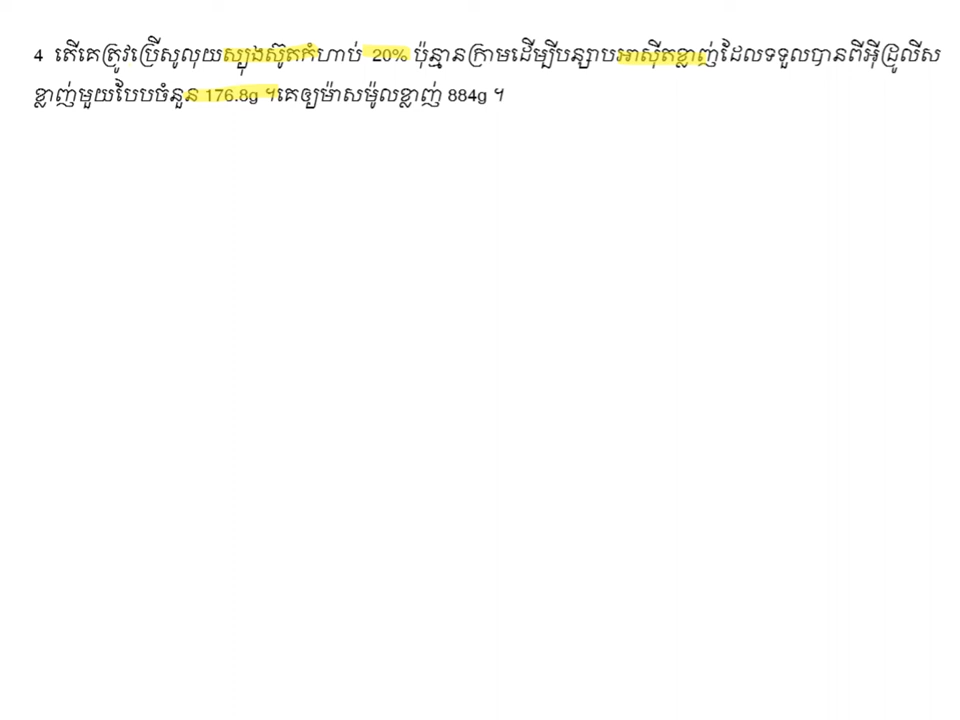 4 តើគេត្រូវប្រើសូលុយស្យុងស៊ូតកំហាប់ 20% ប៉ុន្មានក្រាមដើម្បីបន្សាបអាស៊ីតខ្លាញ់ដែលទទួលបានពីអ៊ីដ្រូលីស
ខ្លាញ់មួយបែបចំនួន 176.8g ។គេឲ្យម៉ាសម៉ូលខ្លាញ់ 884g ។